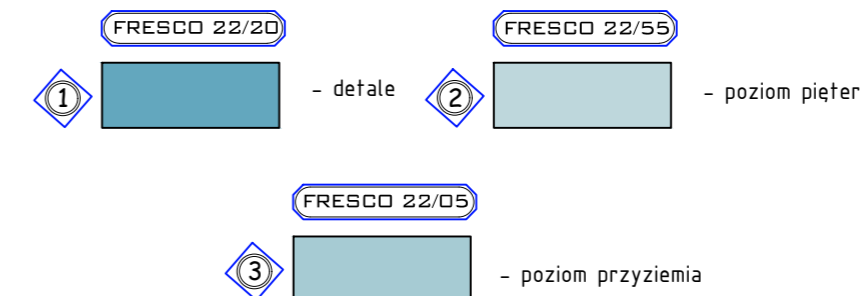 FRESCO 22/20
1
- detale
FRESCO 22/55
2
- poziom pięter
FRESCO 22/05
3
- poziom przyziemia